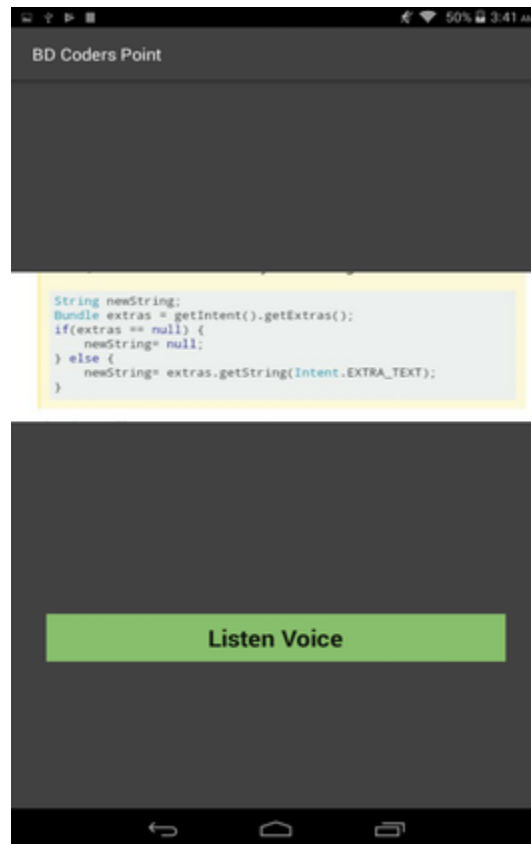 50% 3:41 AM
BD Coders Point
String newString;
Bundle extras = getIntent().getExtras();
if(extras == null) {
    newString= null;
} else {
    newString= extras.getString(Intent.EXTRA_TEXT);
}
Listen Voice